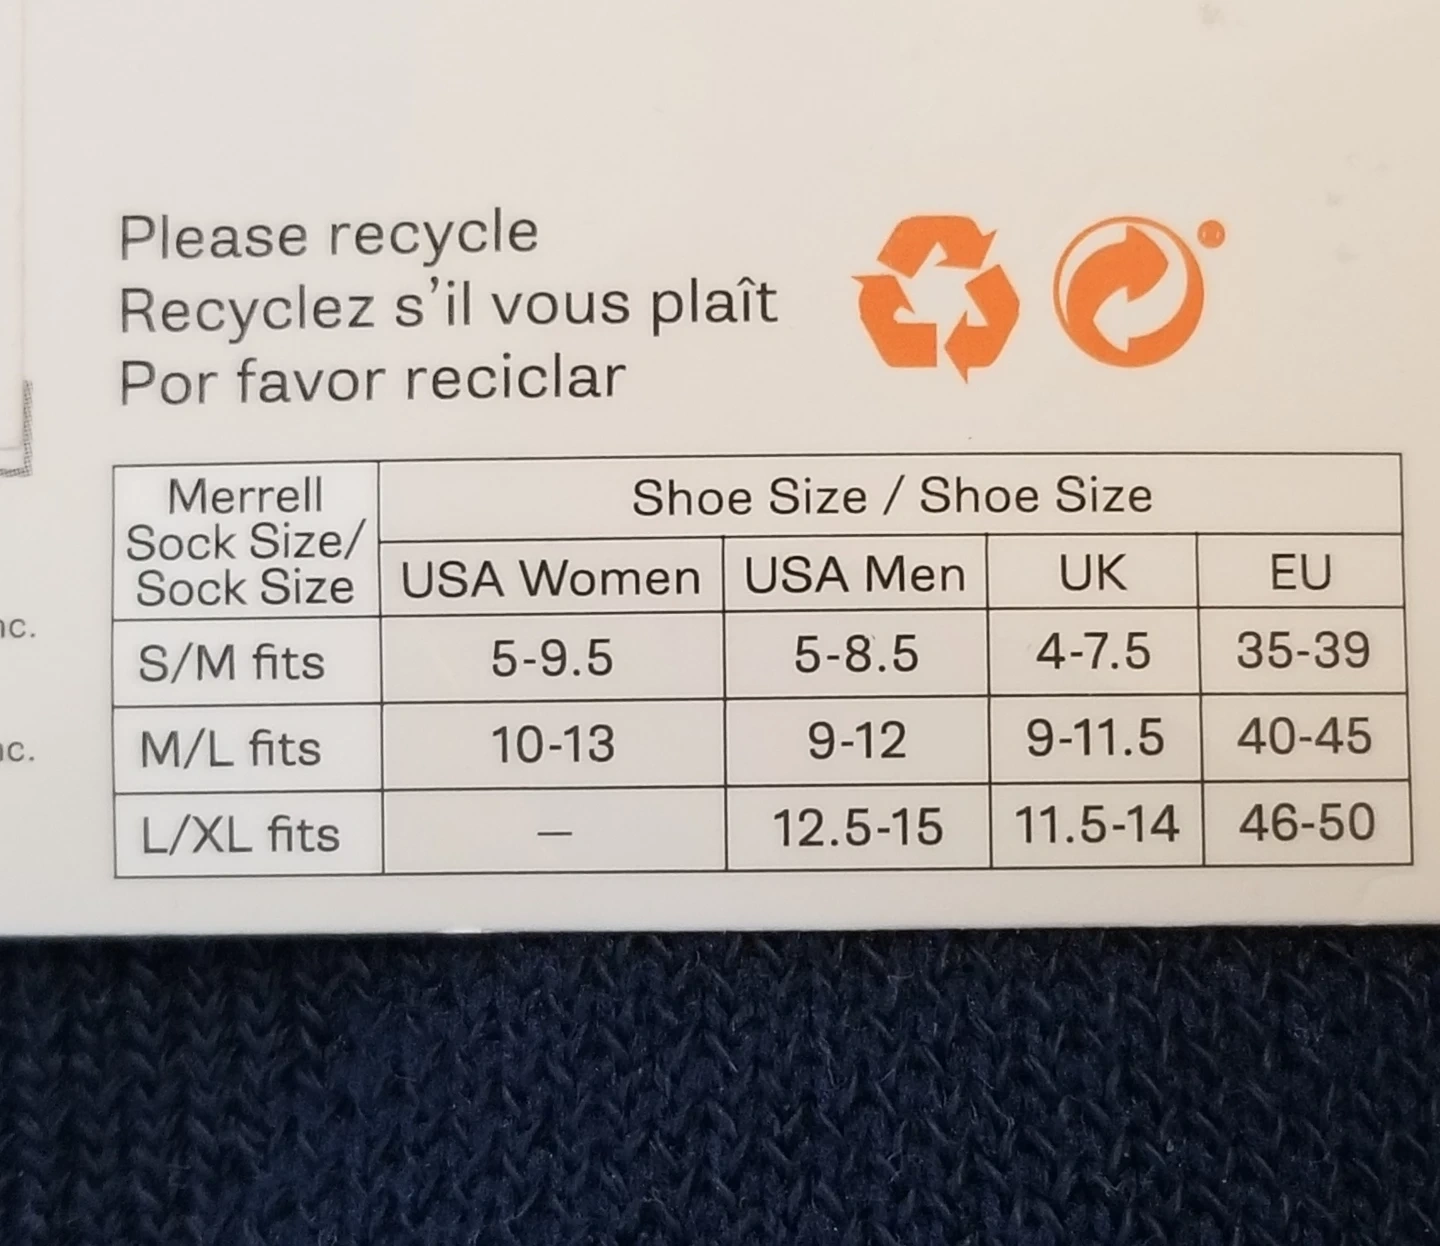 Please recycle
Recyclez s'il vous plaît
Por favor reciclar
Merrell
Sock Size/
Sock Size
Shoe Size / Shoe Size
USA Women USA Men UK EU
S/M fits 5-9.5 5-8.5 4-7.5 35-39
M/L fits 10-13 9-12 9-11.5 40-45
L/XL fits — 12.5-15 11.5-14 46-50
nc.
nc.